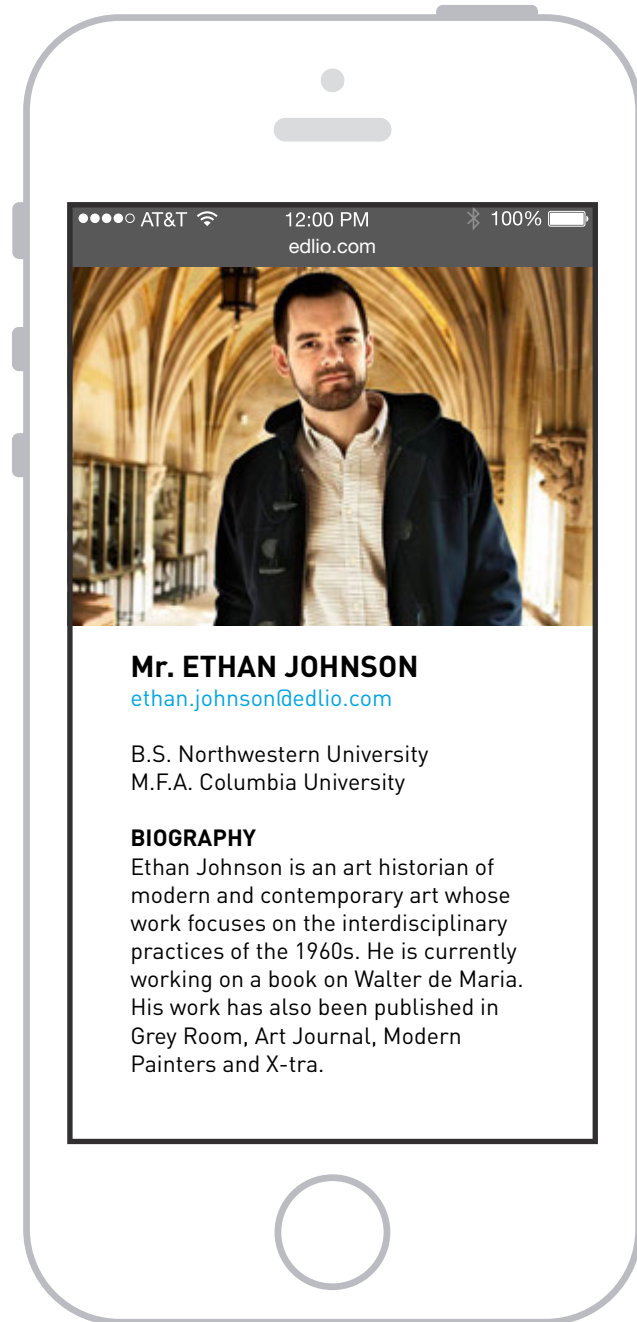 AT&T 12:00 PM 100%
edlio.com
Mr. ETHAN JOHNSON
ethan.johnson@edlio.com
B.S. Northwestern University
M.F.A. Columbia University
BIOGRAPHY
Ethan Johnson is an art historian of
modern and contemporary art whose
work focuses on the interdisciplinary
practices of the 1960s. He is currently
working on a book on Walter de Maria.
His work has also been published in
Grey Room, Art Journal, Modern
Painters and X-tra.